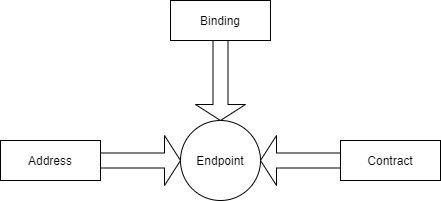 Binding
Address
Endpoint
Contract